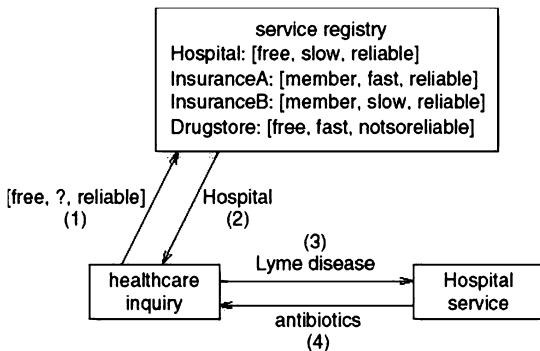 service registry
Hospital: [free, slow, reliable]
InsuranceA: [member, fast, reliable]
InsuranceB: [member, slow, reliable]
Drugstore: [free, fast, notsoreliable]
[free, ?, reliable]
(1)
Hospital
(2)
(3)
Lyme disease
healthcare
inquiry
Hospital
service
antibiotics
(4)